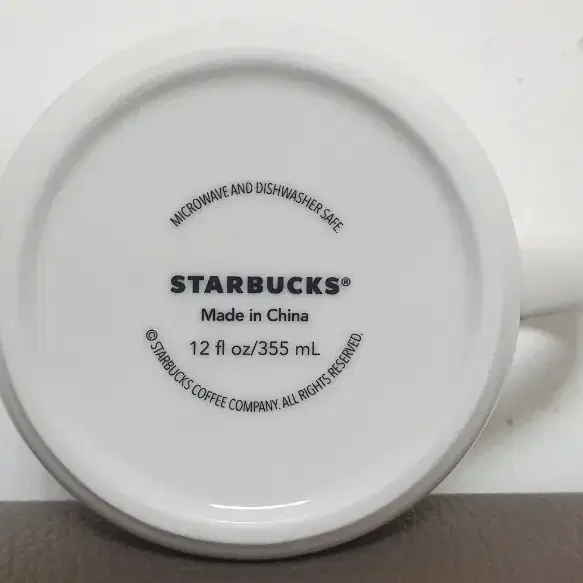 MICROWAVE AND DISHWASHER SAFE.
STARBUCKS®
Made in China
12 fl oz/355 mL
© STARBUCKS COFFEE COMPANY. ALL RIGHTS RESERVED.